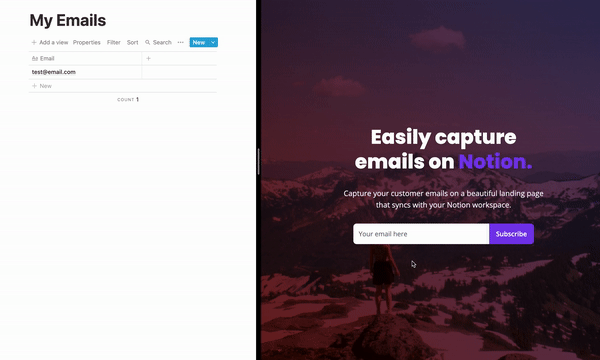 My Emails
Add a view Properties Filter Sort Search ... New
Aa Email
test@email.com
New
COUNT 1
Easily capture
emails on Notion.
Capture your customer emails on a beautiful landing page
that syncs with your Notion workspace.
Your email here Subscribe